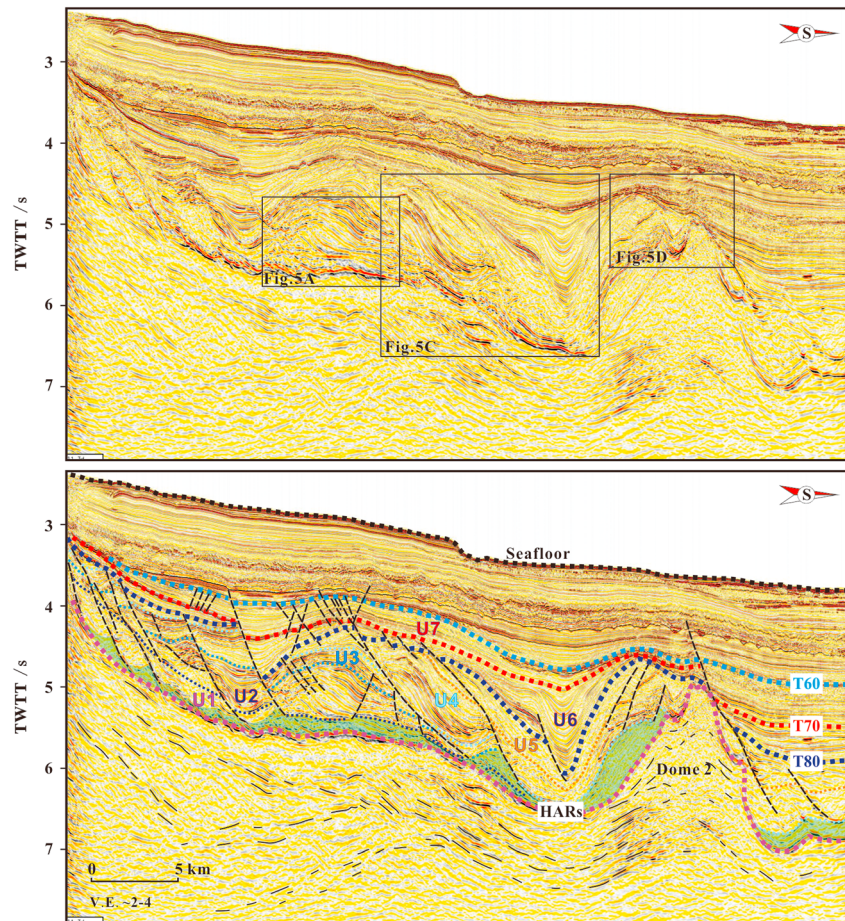 S
3
4
5
6
7
TWTT /s
Fig.5A
Fig.5C
Fig.5D
S
3
4
5
6
7
TWTT /s
Seafloor
U7
U3
U1
U2
U4
U6
U5
T60
T70
T80
Dome 2
HARs
0 5 km
V.E. ~2-4